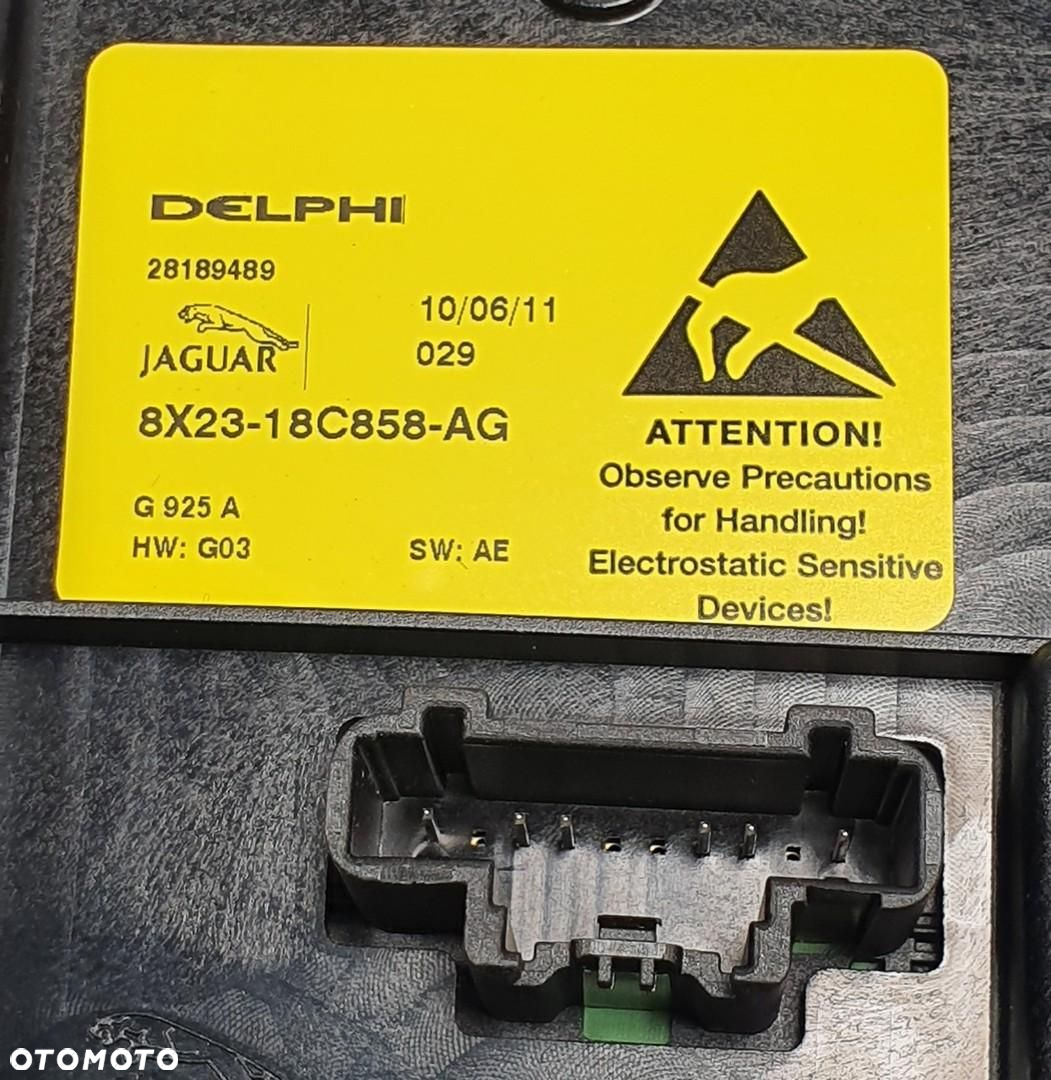 DELPHI
28189489
JAGUAR
10/06/11
029
8X23-18C858-AG
G 925 A
HW: G03
SW: AE
ATTENTION!
Observe Precautions
for Handling!
Electrostatic Sensitive
Devices!
OTOMOTO